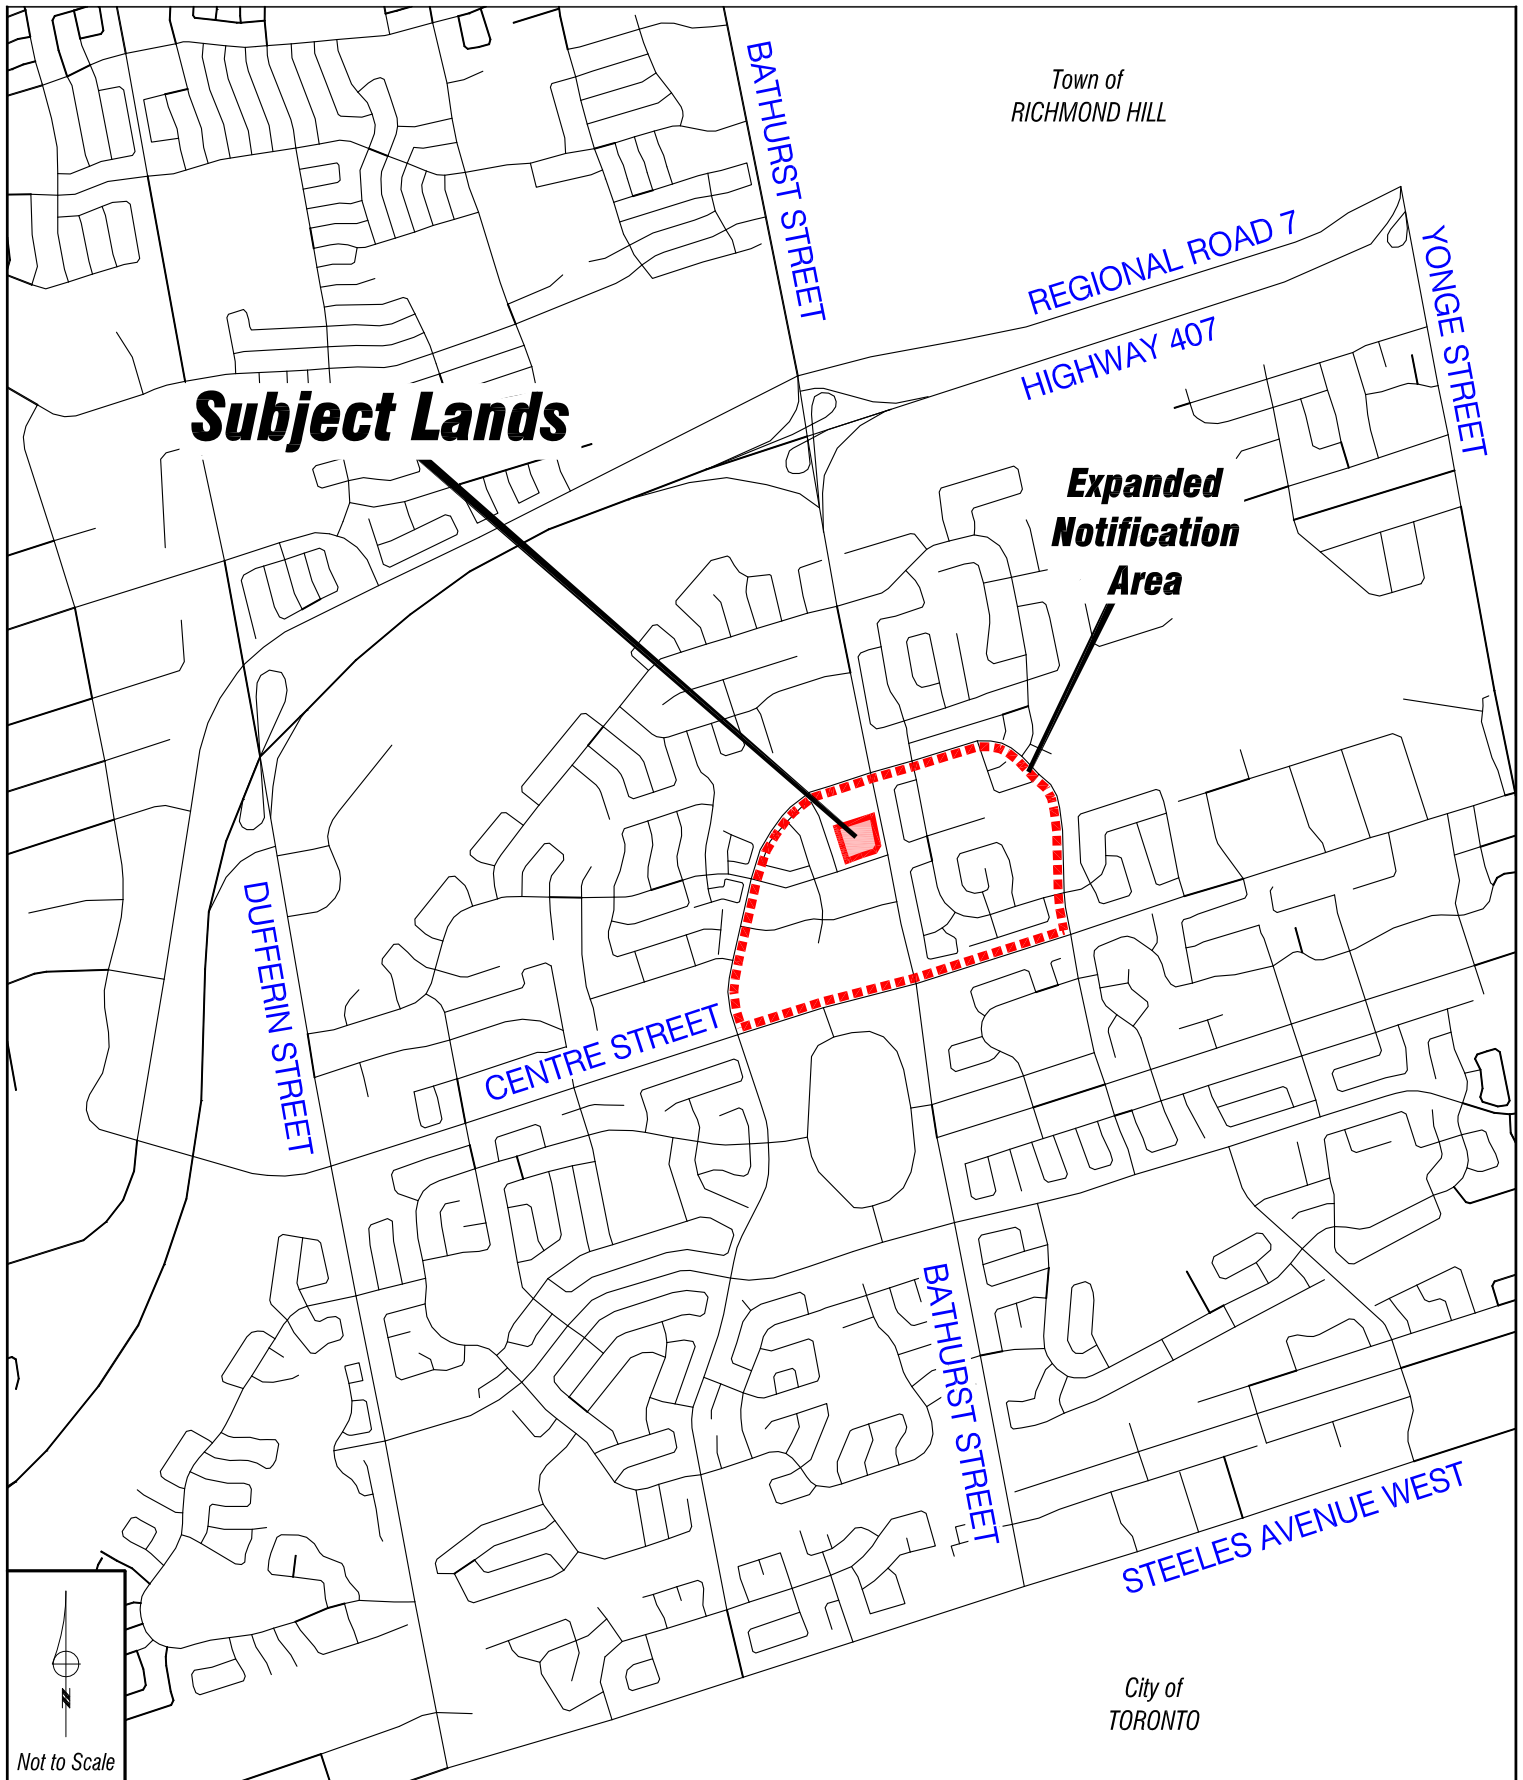 BATHURST STREET
Town of
RICHMOND HILL
REGIONAL ROAD 7
HIGHWAY 407
YONGE STREET
Subject Lands
Expanded
Notification
Area
DUFFERIN STREET
CENTRE STREET
BATHURST STREET
STEELES AVENUE WEST
City of
TORONTO
N
Not to Scale